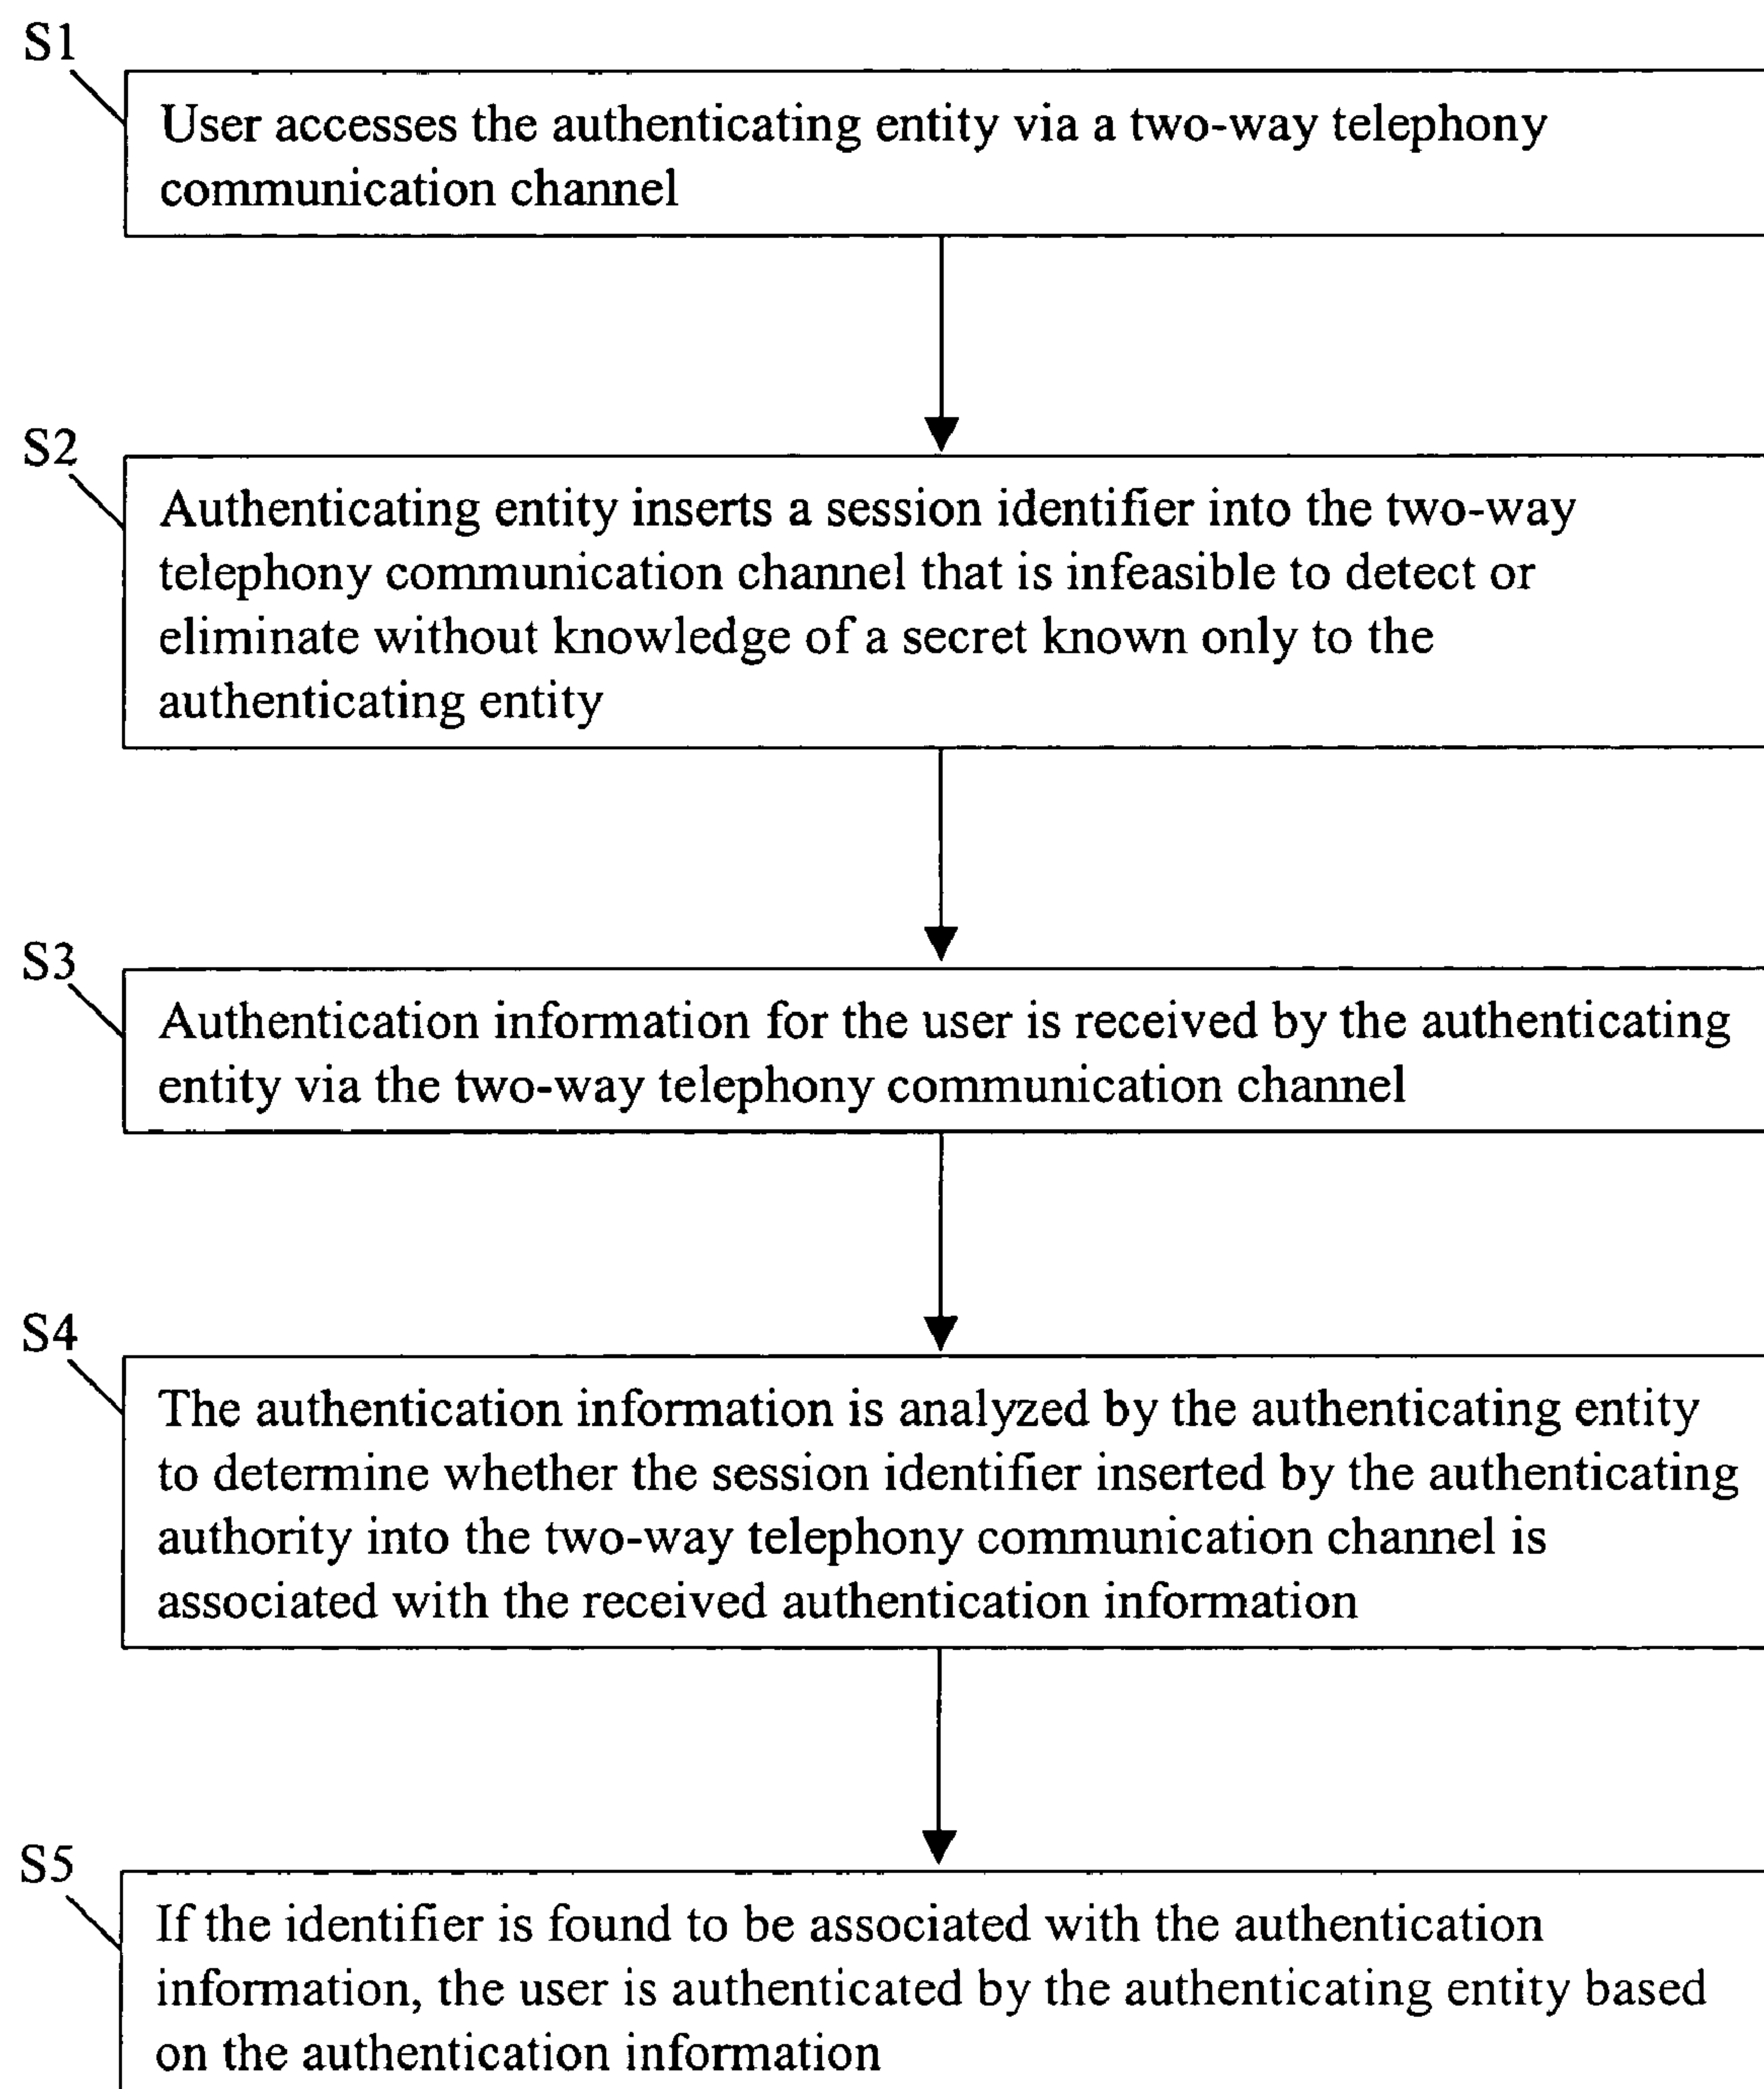 S1
User accesses the authenticating entity via a two-way telephony
communication channel
S2
Authenticating entity inserts a session identifier into the two-way
telephony communication channel that is infeasible to detect or
eliminate without knowledge of a secret known only to the
authenticating entity
S3
Authentication information for the user is received by the authenticating
entity via the two-way telephony communication channel
S4
The authentication information is analyzed by the authenticating entity
to determine whether the session identifier inserted by the authenticating
authority into the two-way telephony communication channel is
associated with the received authentication information
S5
If the identifier is found to be associated with the authentication
information, the user is authenticated by the authenticating entity based
on the authentication information